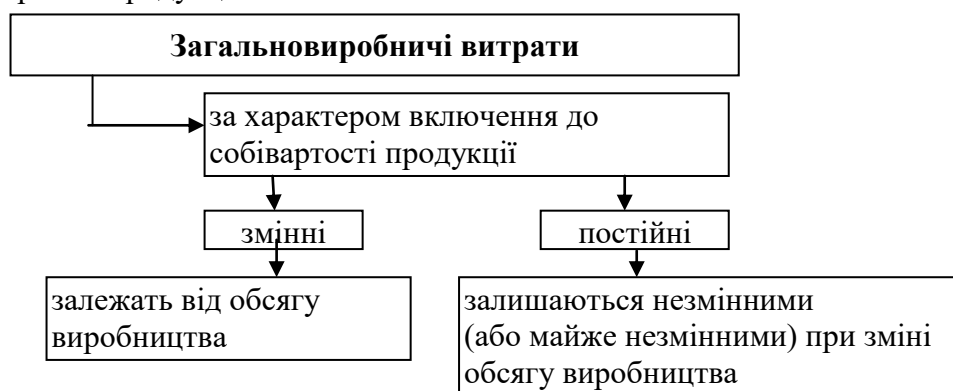 Загальновиробничі витрати
за характером включення до
собівартості продукції
змінні
постійні
залежать від обсягу
виробництва
залишаються незмінними
(або майже незмінними) при зміні
обсягу виробництва